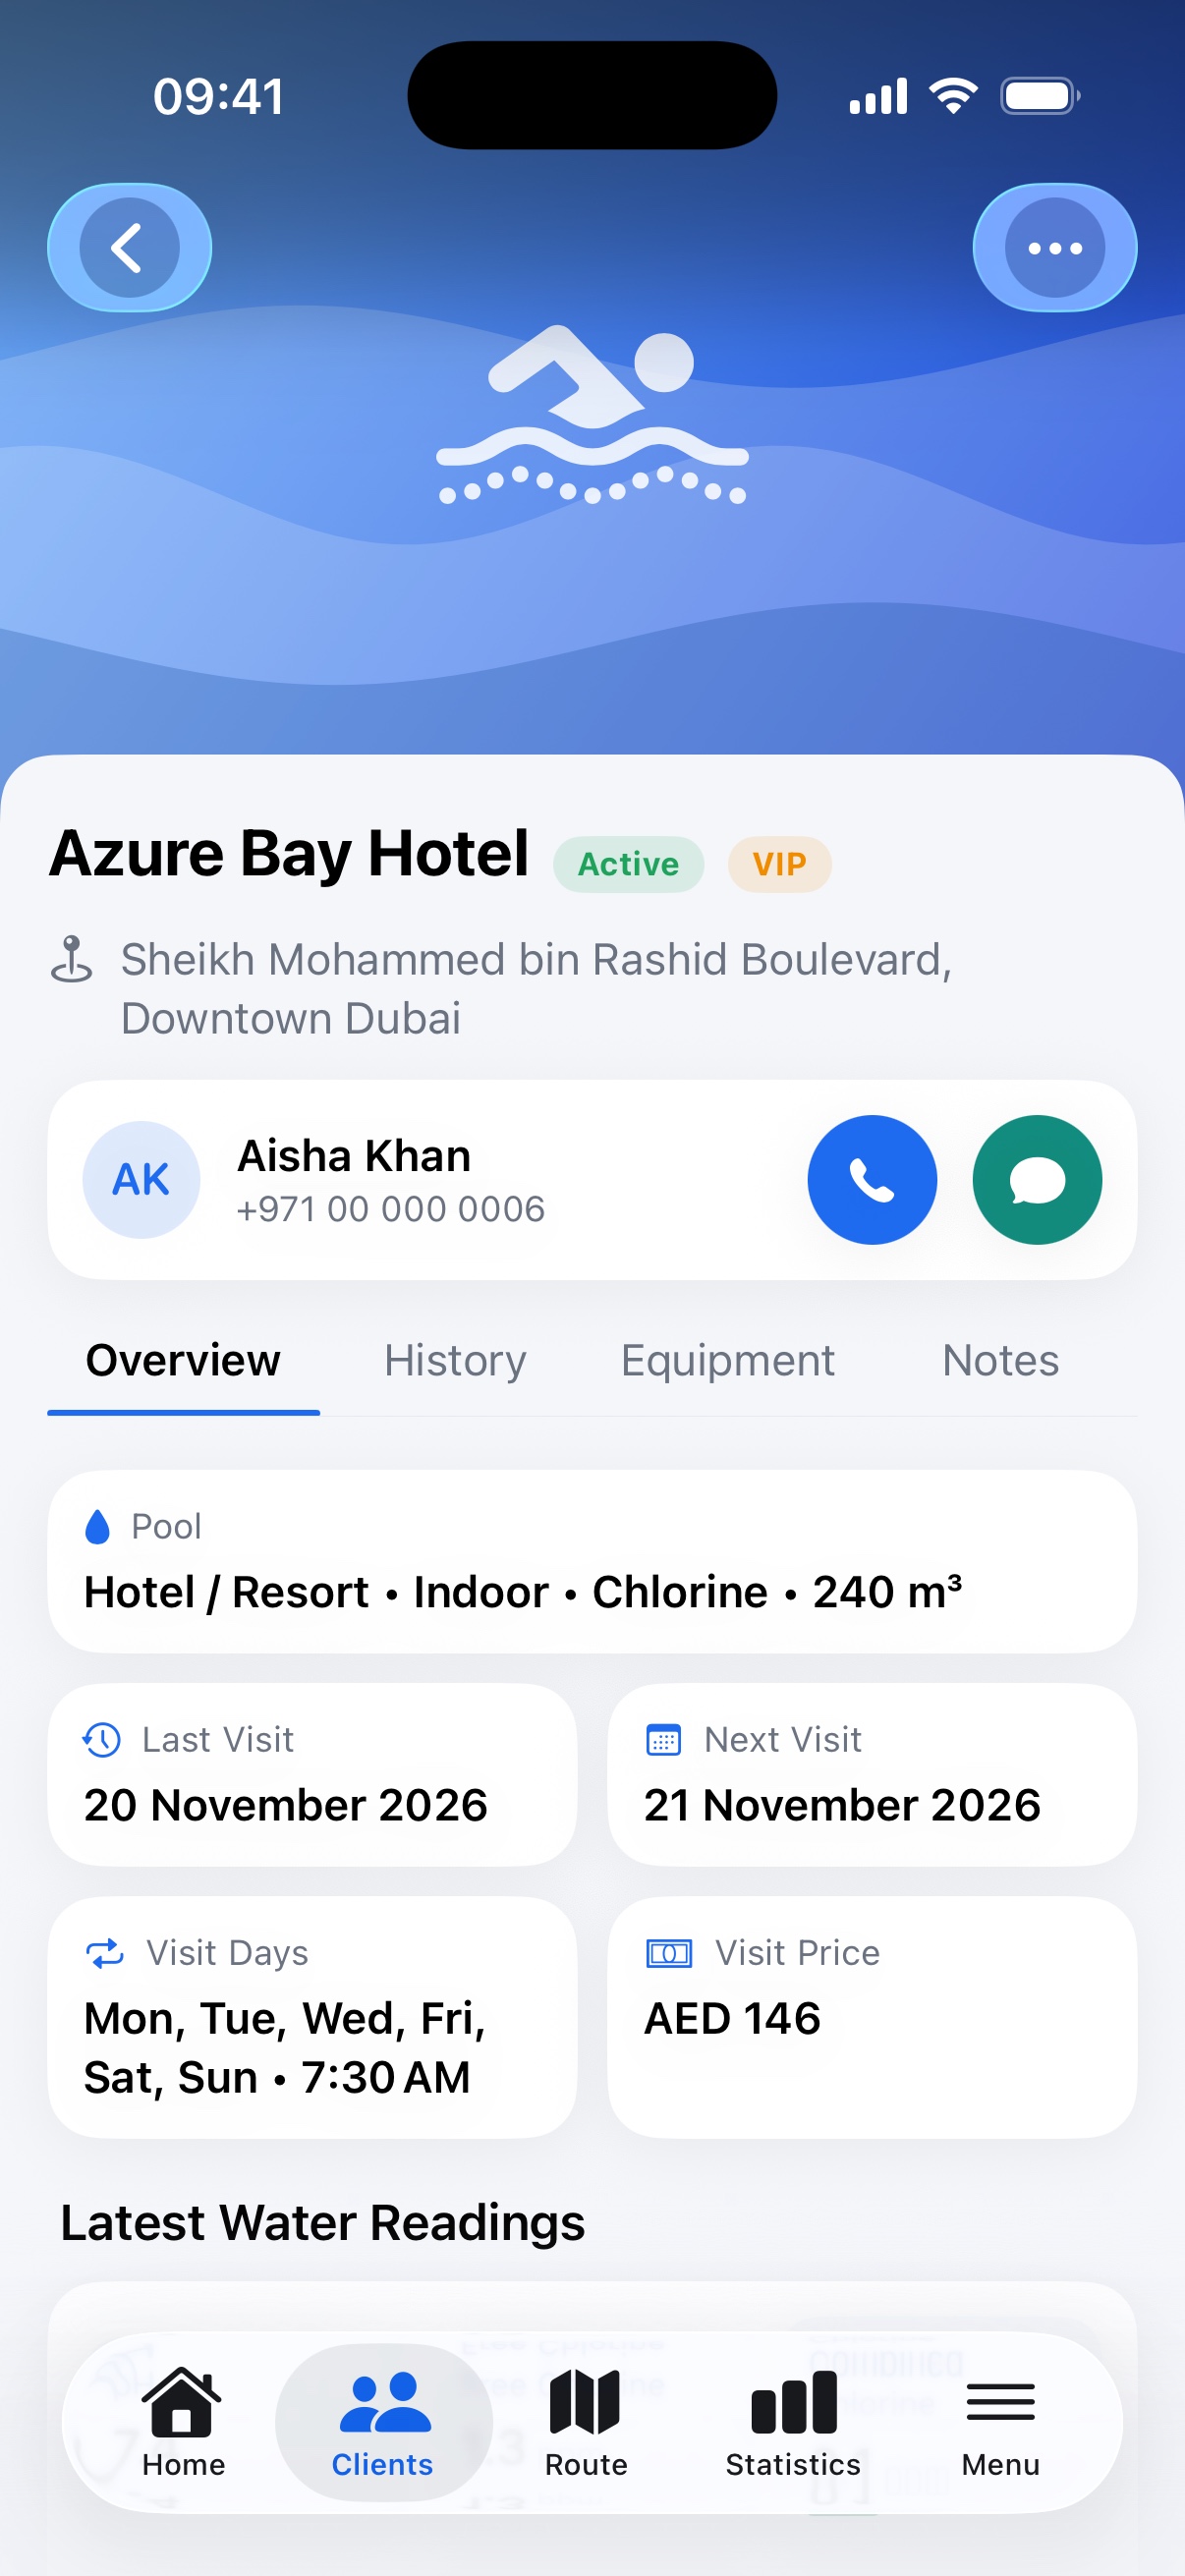 09:41
Azure Bay Hotel Active VIP
Sheikh Mohammed bin Rashid Boulevard,
Downtown Dubai
AK
Aisha Khan
+971 00 000 0006
Overview History Equipment Notes
Pool
Hotel / Resort • Indoor • Chlorine • 240 m³
Last Visit
20 November 2026
Next Visit
21 November 2026
Visit Days
Mon, Tue, Wed, Fri,
Sat, Sun • 7:30 AM
Visit Price
AED 146
Latest Water Readings
Free Chlorine
Home Clients Route Statistics Menu